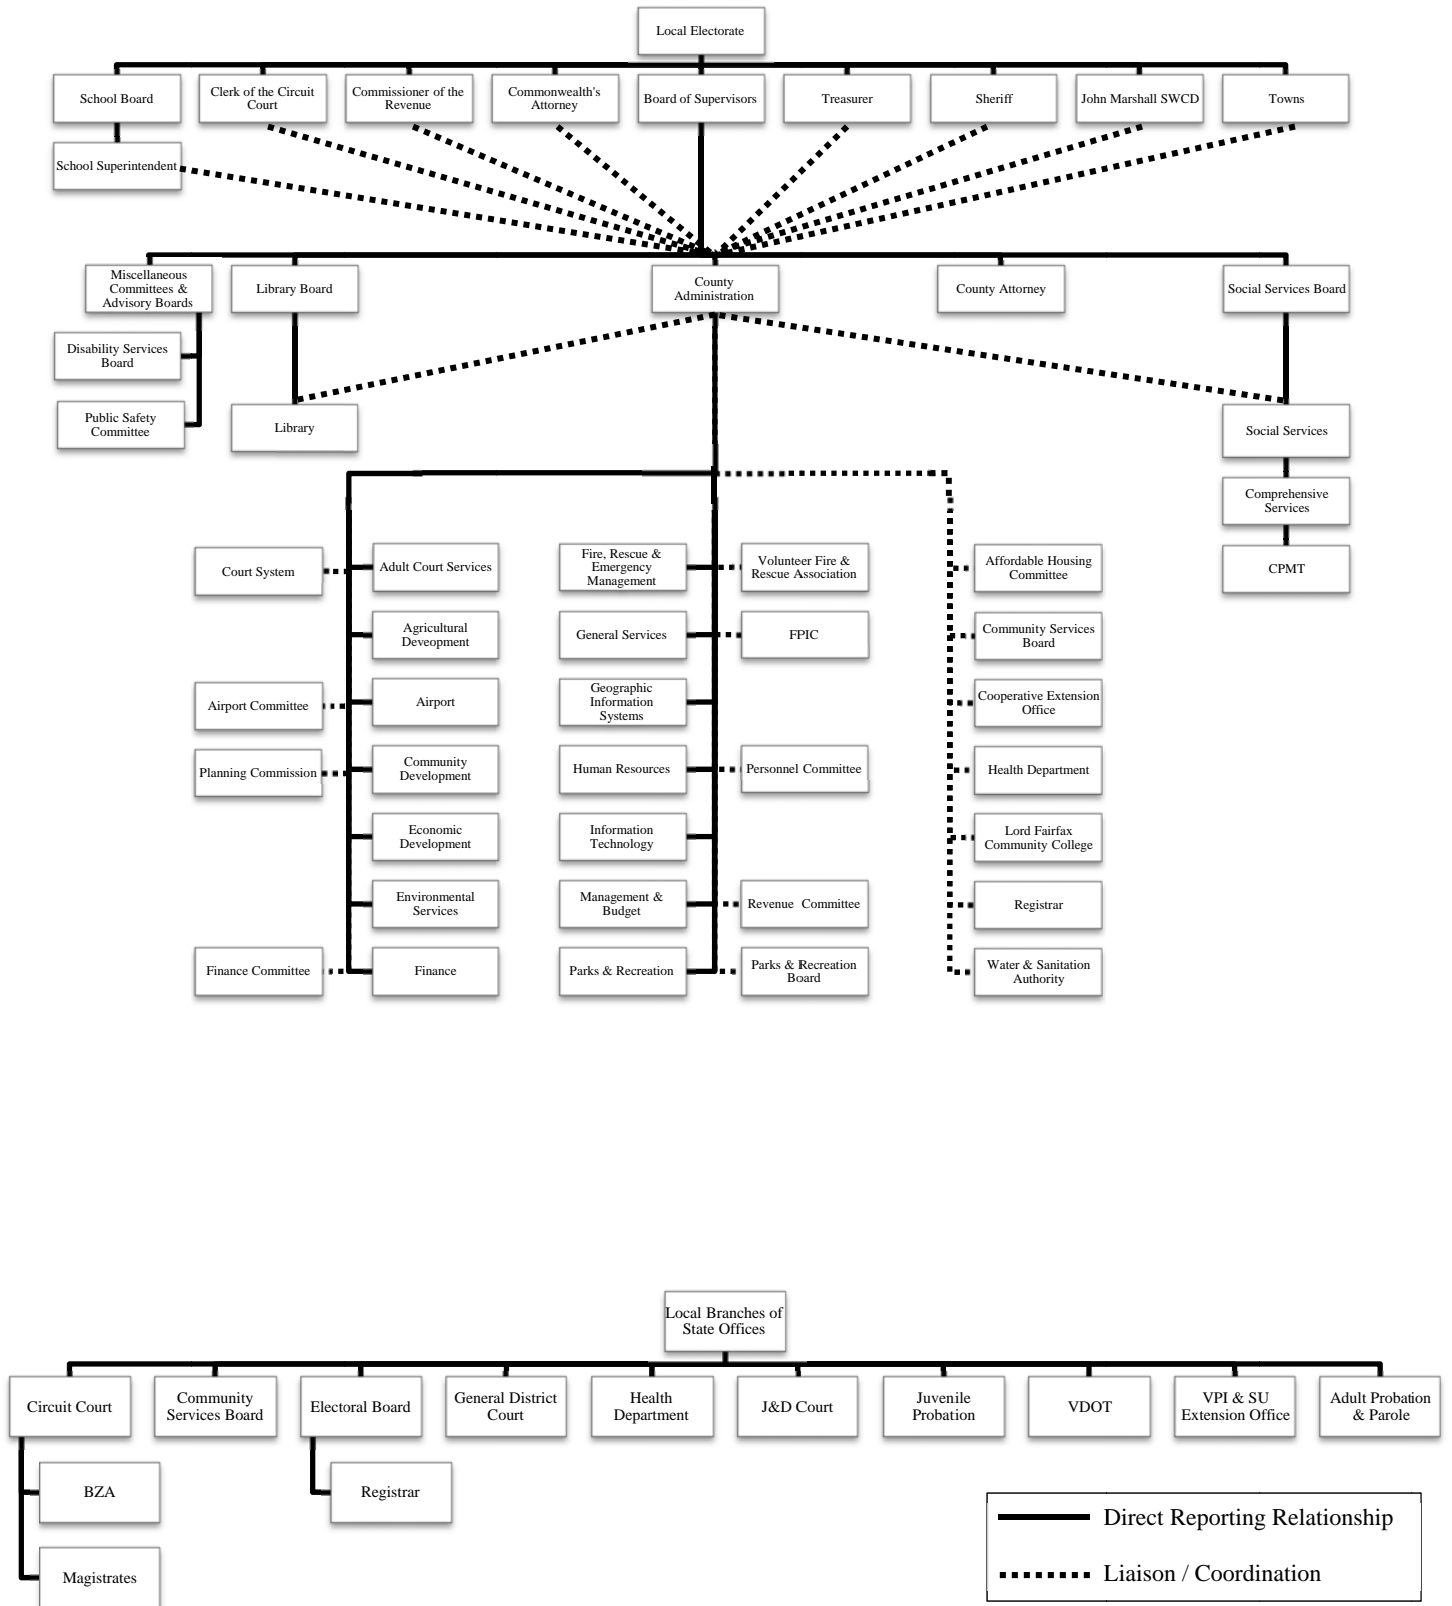 Local Electorate
School Board
Clerk of the Circuit
Court
Commissioner of the
Revenue
Commonwealth's
Attorney
Board of Supervisors
Treasurer
Sheriff
John Marshall SWCD
Towns
School Superintendent
Miscellaneous
Committees &
Advisory Boards
Library Board
County
Administration
County Attorney
Social Services Board
Disability Services
Board
Public Safety
Committee
Library
Social Services
Comprehensive
Services
CPMT
Court System
Adult Court Services
Fire, Rescue &
Emergency
Management
Volunteer Fire &
Rescue Association
Affordable Housing
Committee
Agricultural
Deveopment
General Services
FPIC
Community Services
Board
Airport Committee
Airport
Geographic
Information
Systems
Cooperative Extension
Office
Planning Commission
Community
Development
Human Resources
Personnel Committee
Health Department
Economic
Development
Information
Technology
Lord Fairfax
Community College
Environmental
Services
Management &
Budget
Revenue Committee
Registrar
Finance Committee
Finance
Parks & Recreation
Parks & Recreation
Board
Water & Sanitation
Authority
Local Branches of
State Offices
Circuit Court
Community
Services Board
Electoral Board
General District
Court
Health
Department
J&D Court
Juvenile
Probation
VDOT
VPI & SU
Extension Office
Adult Probation
& Parole
BZA
Registrar
Magistrates
Direct Reporting Relationship
Liaison / Coordination